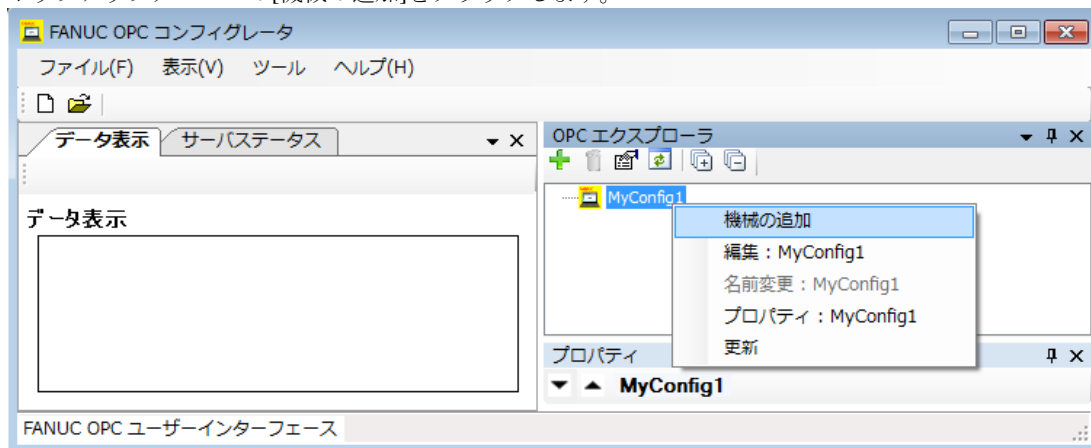 FANUC OPC コンフィグレータ
ファイル(F) 表示(V) ツール ヘルプ(H)
データ表示 サーバステータス
OPC エクスプローラ
MyConfig1
機械の追加
編集：MyConfig1
名前変更：MyConfig1
プロパティ：MyConfig1
更新
データ表示
プロパティ
MyConfig1
FANUC OPC ユーザーインターフェース